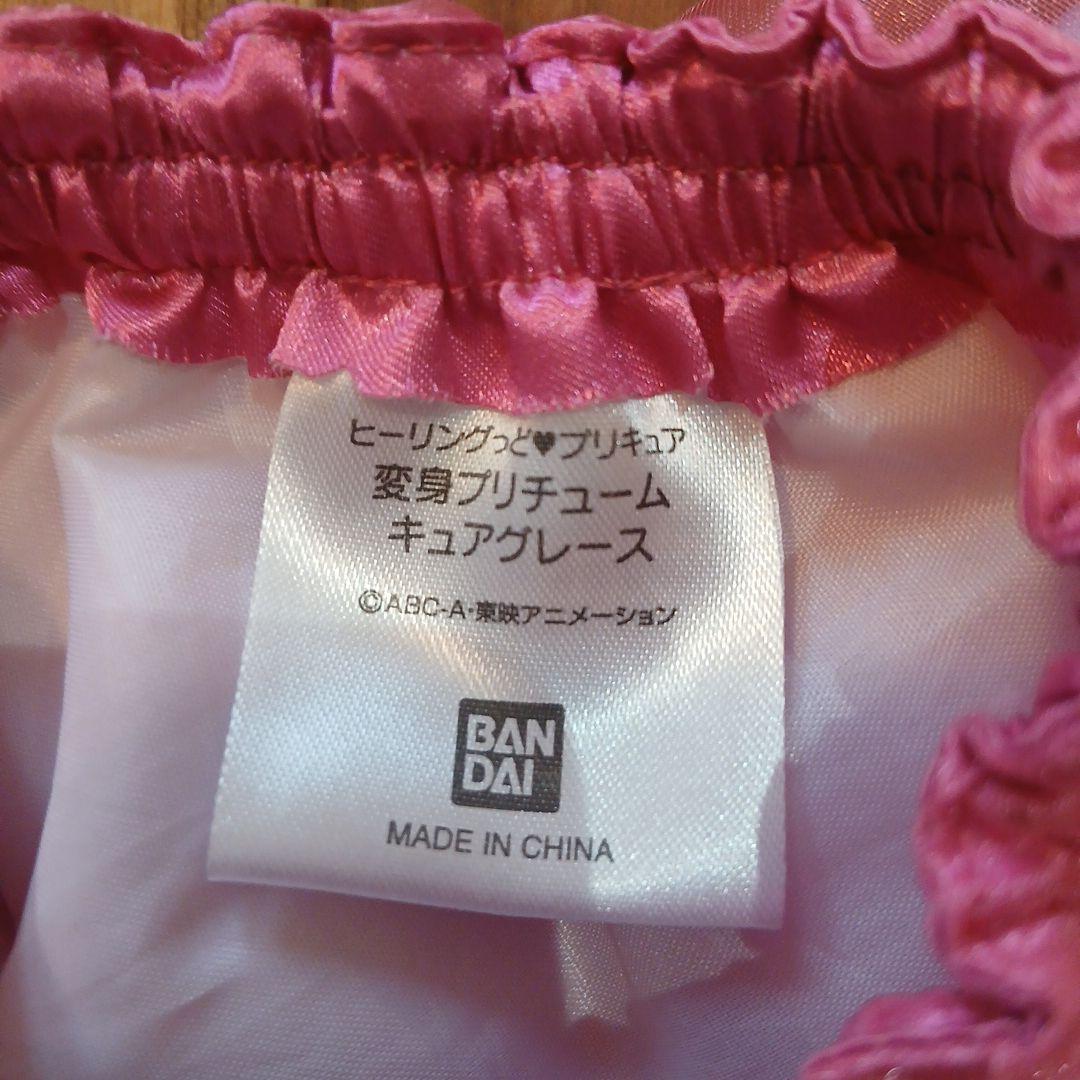 ヒーリングっど♥プリキュア
変身プリチューム
キュアグレース
©ABC-A・東映アニメーション
BAN
DAI
MADE IN CHINA